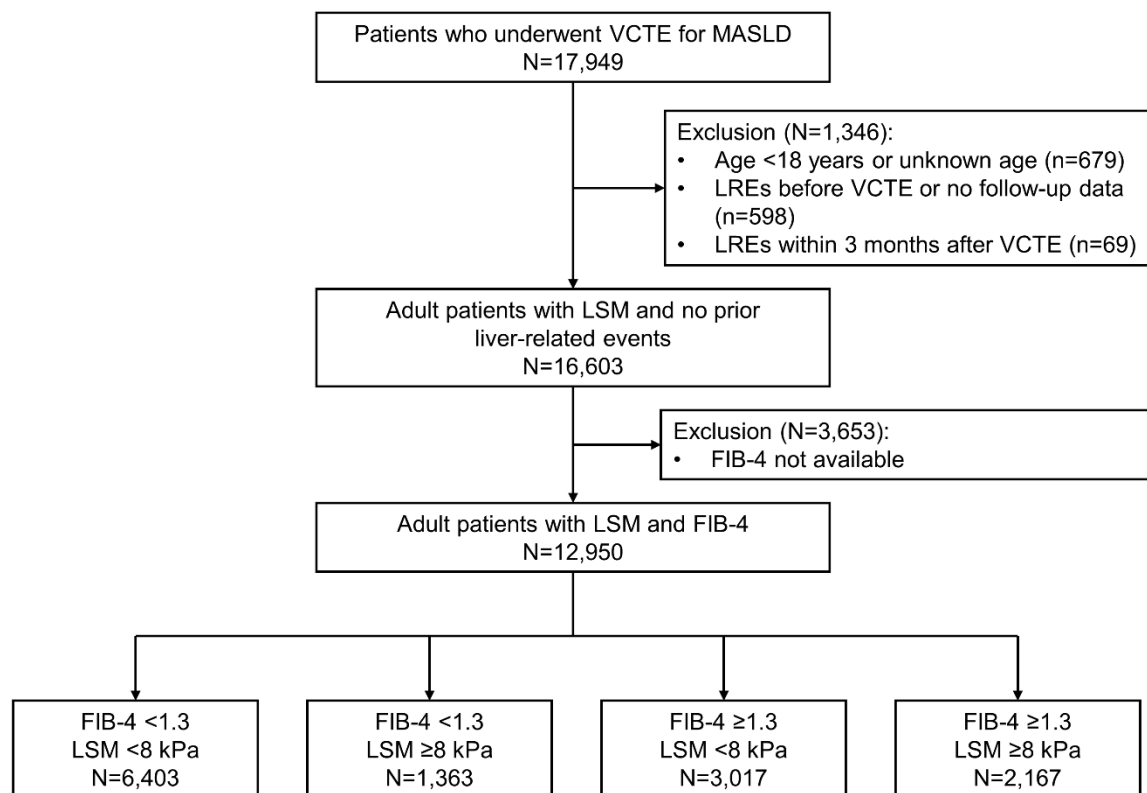 Patients who underwent VCTE for MASLD
N=17,949
Exclusion (N=1,346):
• Age <18 years or unknown age (n=679)
• LREs before VCTE or no follow-up data
(n=598)
• LREs within 3 months after VCTE (n=69)
Adult patients with LSM and no prior
liver-related events
N=16,603
Exclusion (N=3,653):
• FIB-4 not available
Adult patients with LSM and FIB-4
N=12,950
FIB-4 <1.3
LSM <8 kPa
N=6,403
FIB-4 <1.3
LSM ≥8 kPa
N=1,363
FIB-4 ≥1.3
LSM <8 kPa
N=3,017
FIB-4 ≥1.3
LSM ≥8 kPa
N=2,167